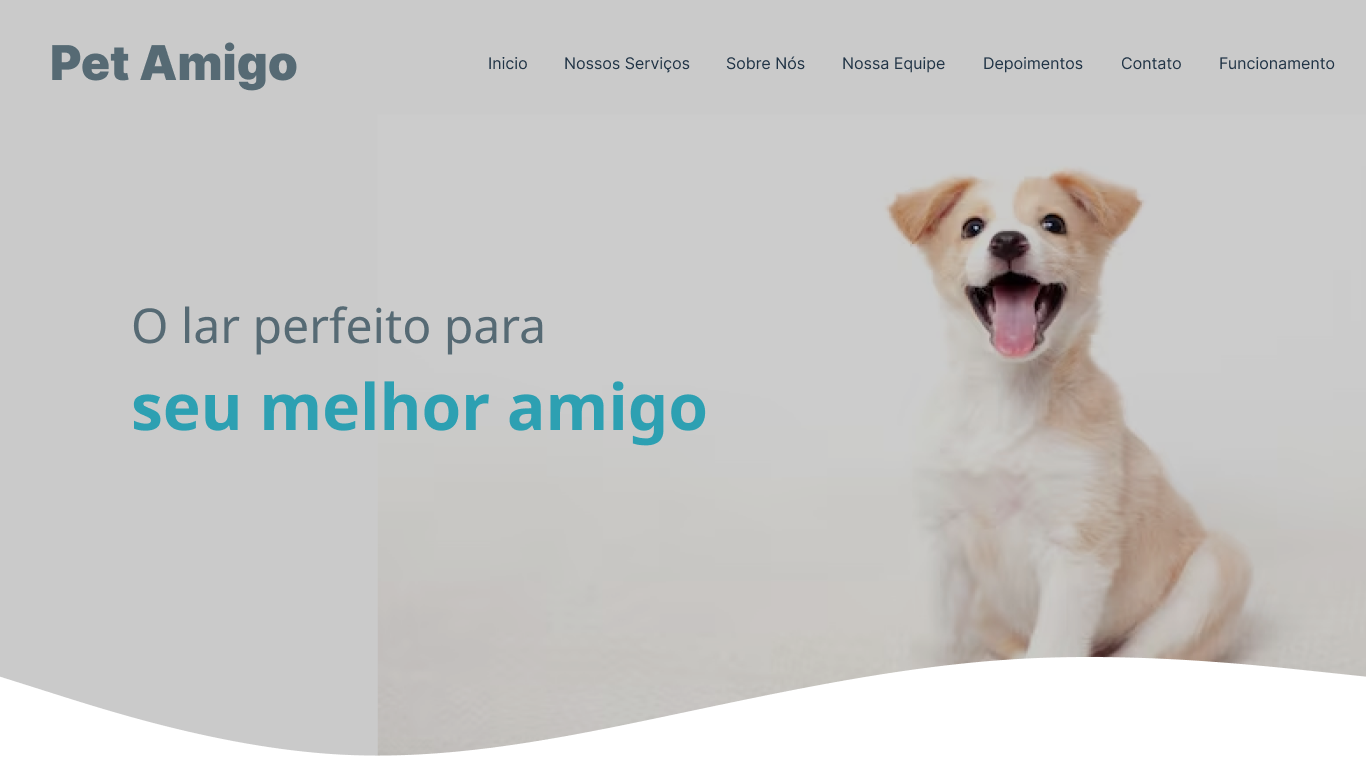 Pet Amigo
Inicio Nossos Serviços Sobre Nós Nossa Equipe Depoimentos Contato Funcionamento
O lar perfeito para
seu melhor amigo